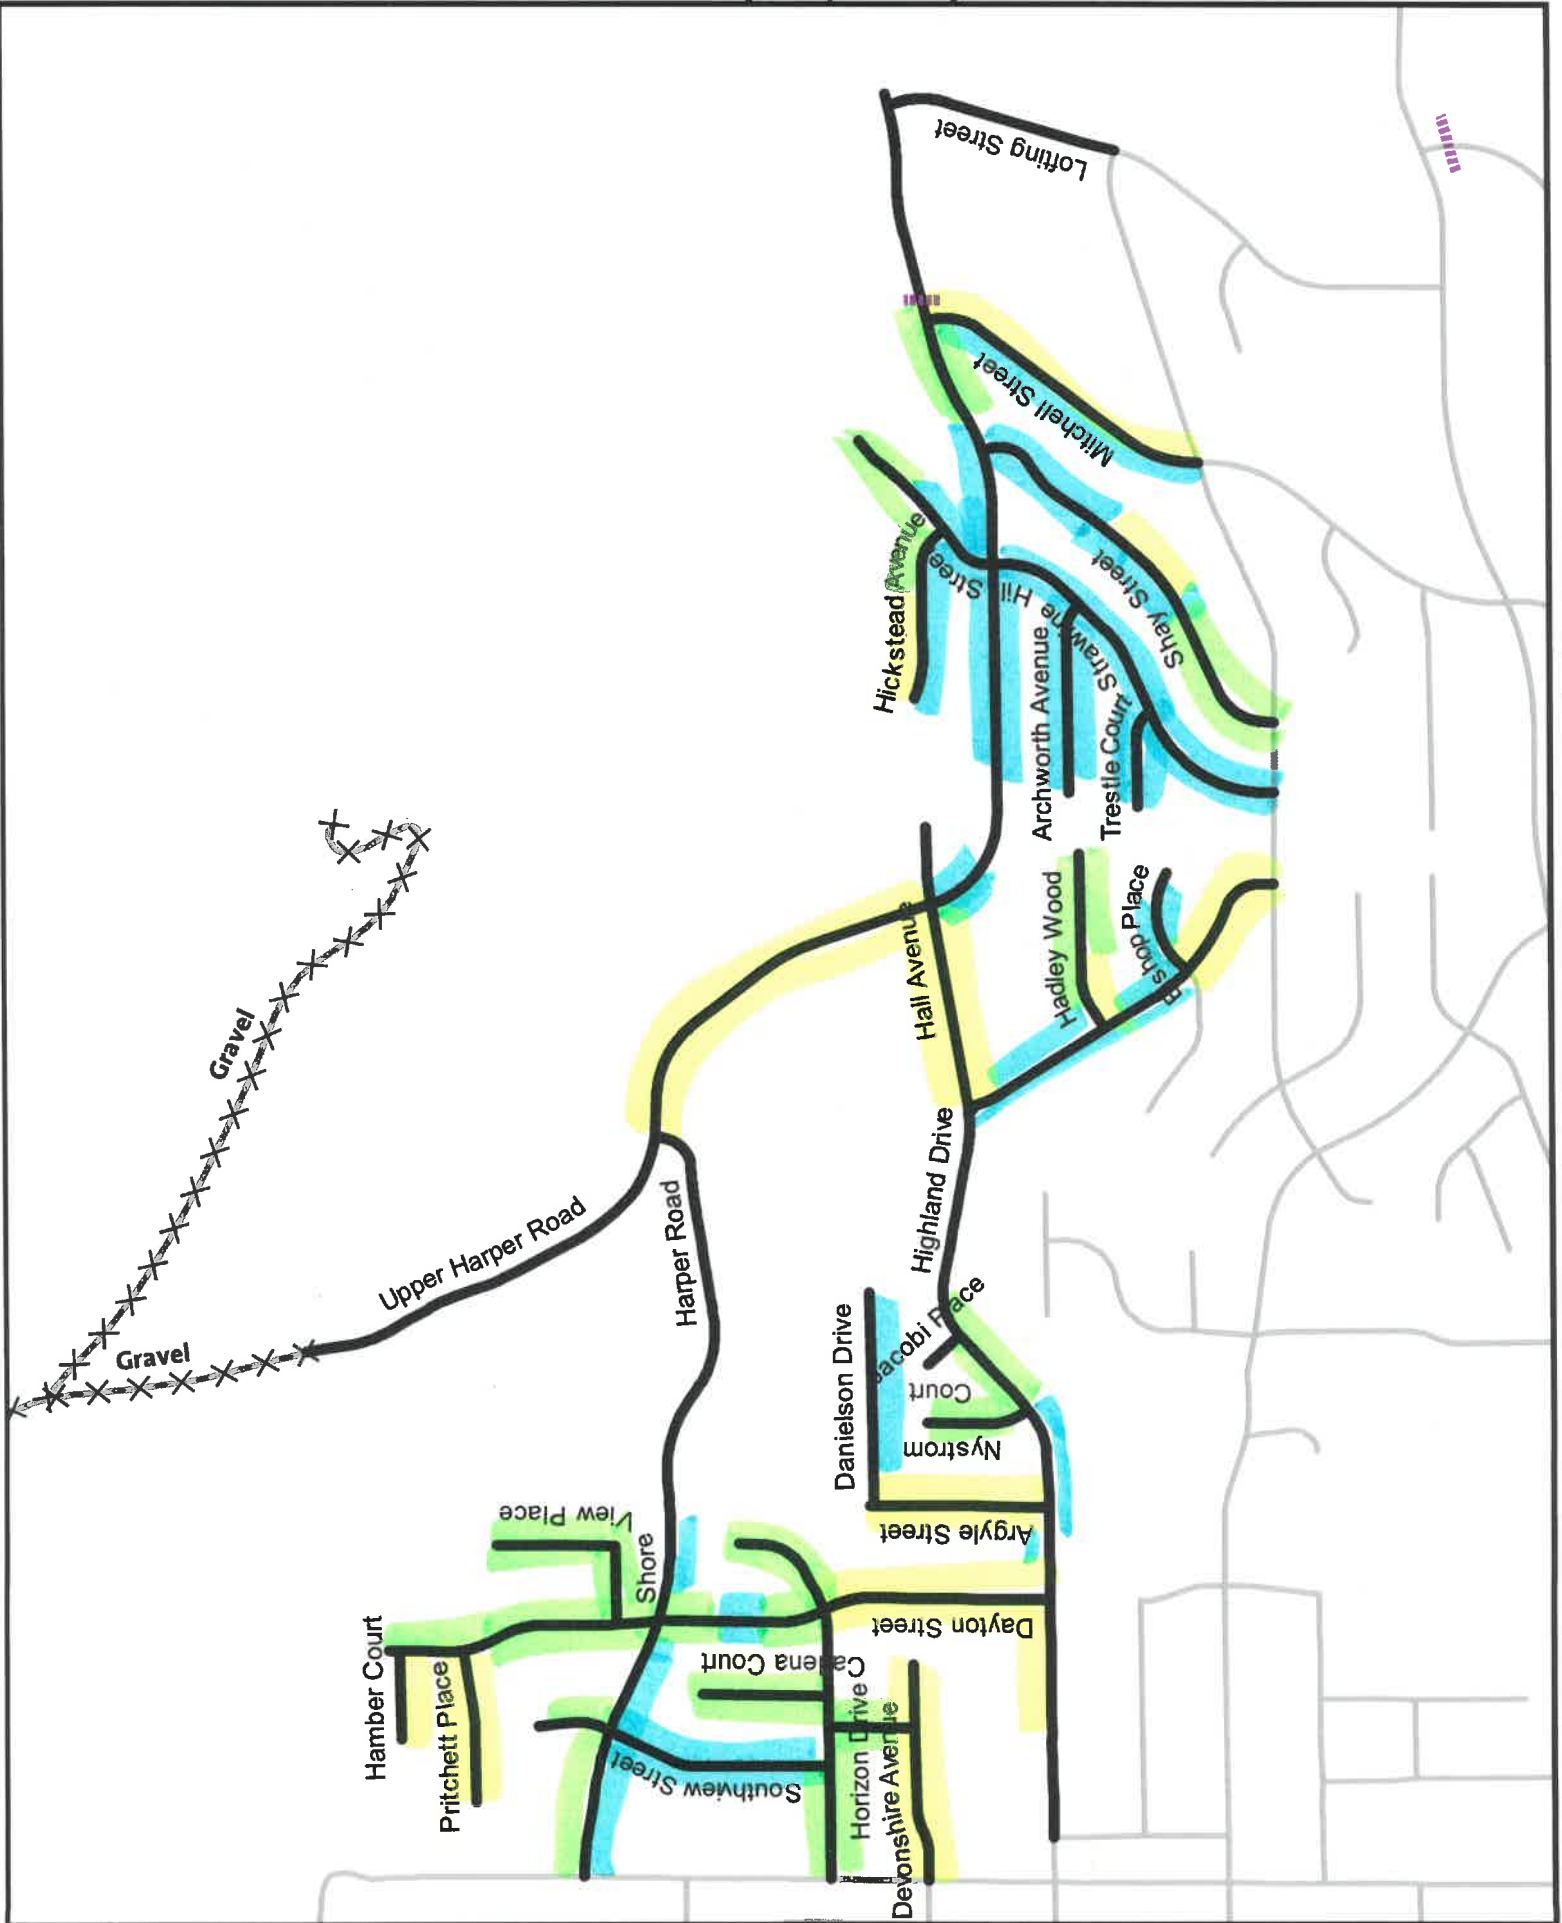 Lofting Street
Mitchell Street
Shay Street
Hickstead Avenue
Strawline Hill Street
Archworth Avenue
Trestle Court
Hadley Wood
Bishop Place
Hall Avenue
Gravel
Highland Drive
Upper Harper Road
Harper Road
Gravel
Jacobi Place
Danielson Drive
Nystrom
Court
Argyle Street
View Place
Shore
Dayton Street
Hamber Court
Pritchett Place
Cadena Court
Southview Street
Horizon Drive
Devonshire Avenue